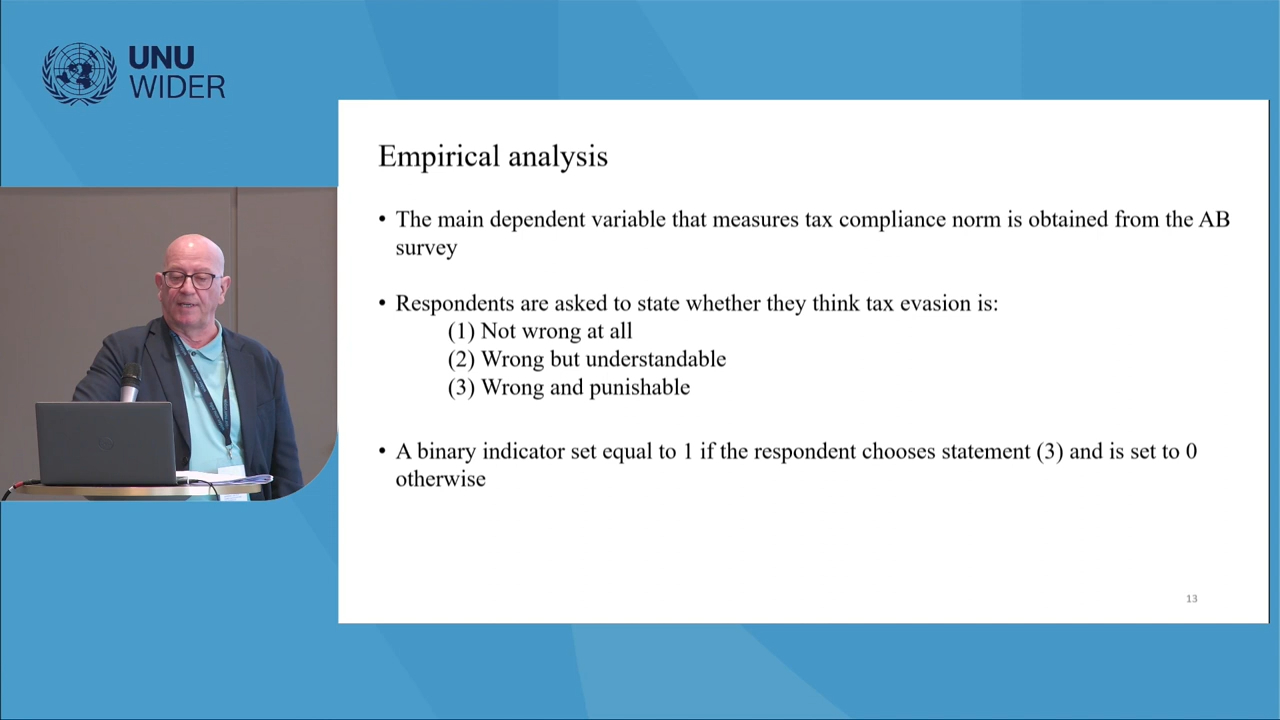 UNU
WIDER
Empirical analysis
• The main dependent variable that measures tax compliance norm is obtained from the AB
survey
• Respondents are asked to state whether they think tax evasion is:
(1) Not wrong at all
(2) Wrong but understandable
(3) Wrong and punishable
• A binary indicator set equal to 1 if the respondent chooses statement (3) and is set to 0
otherwise
13